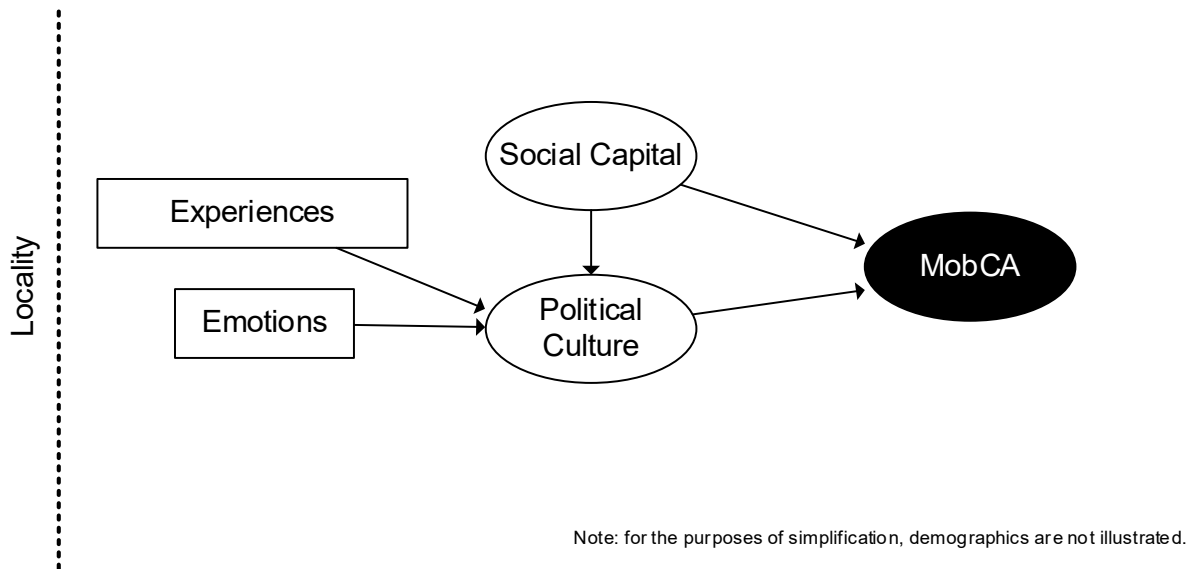 Locality
Social Capital
Experiences
MobCA
Emotions
Political
Culture
Note: for the purposes of simplification, demographics are not illustrated.